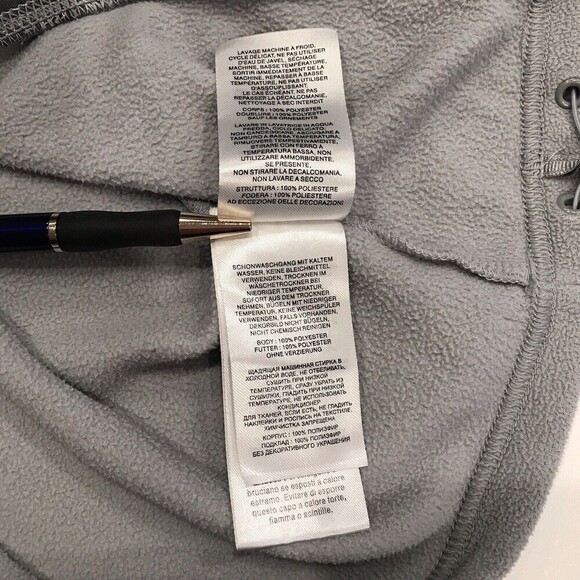 LAVAGE MACHINE À FROID,
CYCLE DÉLICAT, NE PAS UTILISER
D'EAU DE JAVEL, SÉCHAGE
MACHINE, BASSE TEMPÉRATURE,
SORTIR IMMÉDIATEMENT DE LA
MACHINE, REPASSER À BASSE
TEMPÉRATURE, NE PAS UTILISER
D'ASSOUPLISSANT,
LE CAS ÉCHÉANT, NE PAS
REPASSER LA DÉCALCOMANIE,
NETTOYAGE À SEC INTERDIT
CORPS : 100% POLYESTER
DOUBLURE : 100% POLYESTER
SAUF LES ORNEMENTS
LAVARE IN LAVATRICE IN ACQUA
FREDDA, CICLO DELICATO,
NON CANDEGGIARE, ASCIUGARE A
TAMBURO A BASSA TEMPERATURA,
RIMUOVERE TEMPESTIVAMENTE,
STIRARE CON FERRO A
TEMPERATURA BASSA, NON
UTILIZZARE AMMORBIDENTE,
SE PRESENTE,
NON STIRARE LA DECALCOMANIA,
NON LAVARE A SECCO
STRUTTURA : 100% POLIESTERE
FODERA : 100% POLIESTERE
AD ECCEZIONE DELLE DECORAZIONI
SCHONWASCHGANG MIT KALTEM
WASSER, KEINE BLEICHMITTEL
VERWENDEN, TROCKNEN IM
WÄSCHETROCKNER BEI
NIEDRIGER TEMPERATUR,
SOFORT AUS DEM TROCKNER
NEHMEN, BÜGELN MIT NIEDRIGER
TEMPERATUR, KEINE WEICHSPÜLER
VERWENDEN, FALLS VORHANDEN,
DEKORBILD NICHT BÜGELN,
NICHT CHEMISCH REINIGEN
BODY : 100% POLYESTER
FUTTER : 100% POLYESTER
OHNE VERZIERUNG
ЩАДЯЩАЯ МАШИННАЯ СТИРКА В
ХОЛОДНОЙ ВОДЕ, НЕ ОТБЕЛИВАТЬ,
СУШИТЬ ПРИ НИЗКОЙ
ТЕМПЕРАТУРЕ, СРАЗУ УБРАТЬ ИЗ
СУШИЛКИ, ГЛАДИТЬ ПРИ НИЗКОЙ
ТЕМПЕРАТУРЕ, НЕ ИСПОЛЬЗОВАТЬ
КОНДИЦИОНЕР
ДЛЯ ТКАНЕЙ, ЕСЛИ ЕСТЬ, НЕ ГЛАДИТЬ
НАКЛЕЙКИ И РОСПИСЬ НА ТЕКСТИЛЕ,
ХИМЧИСТКА ЗАПРЕЩЕНА
КОРПУС : 100% ПОЛИЭФИР
ПОДКЛАД : 100% ПОЛИЭФИР
БЕЗ ДЕКОРАТИВНОГО УКРАШЕНИЯ
bruciano se esposti a calore
estremo. Evitare di esporre
questo capo a calore forte,
fiamma o scintille.